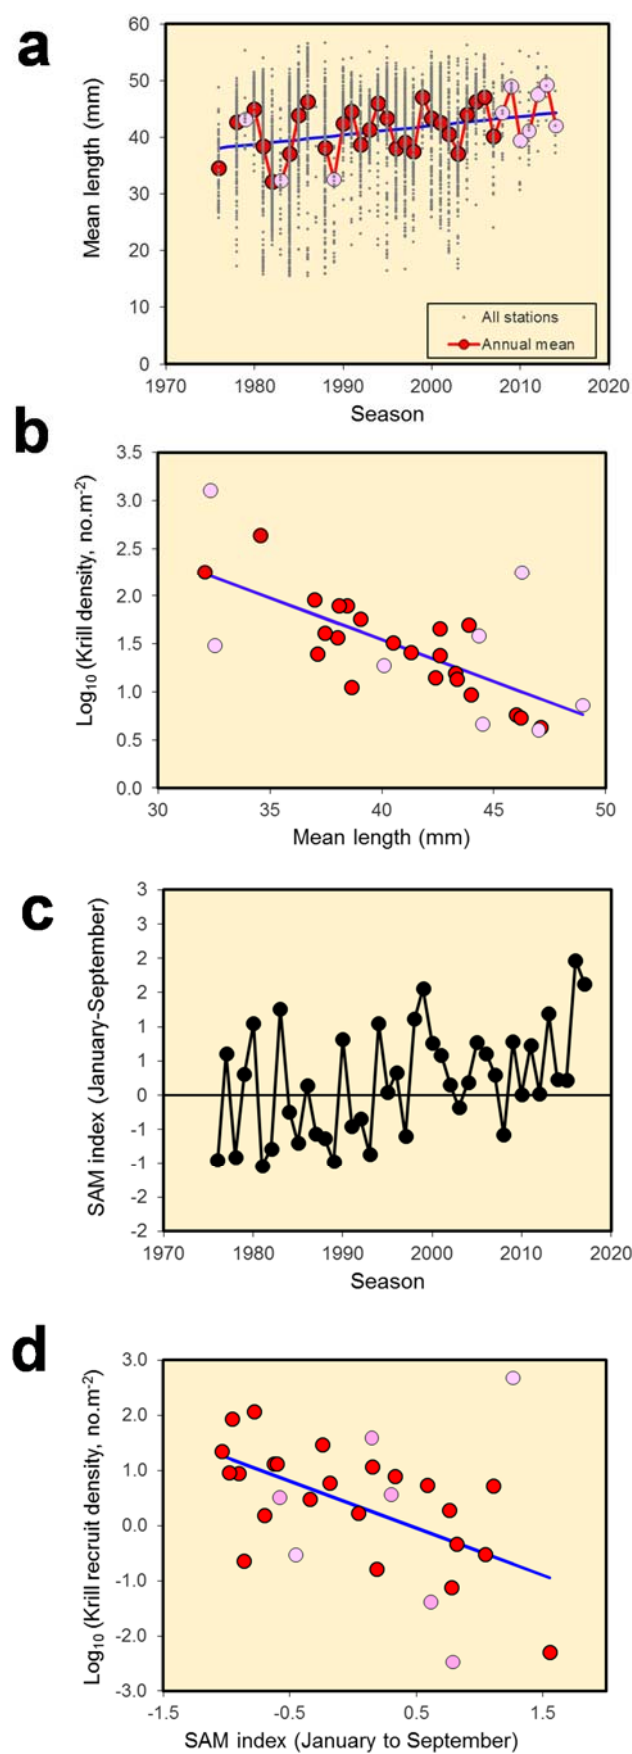 a
60
50
40
30
20
10
0
Mean length (mm)
All stations
Annual mean
1970 1980 1990 2000 2010 2020
Season
b
3.5
3.0
2.5
2.0
1.5
1.0
0.5
0.0
Log10 (Krill density, no.m-2)
30 35 40 45 50
Mean length (mm)
c
3
3
2
2
1
1
0
-1
-1
-2
-2
SAM index (January-September)
1970 1980 1990 2000 2010 2020
Season
d
3.0
2.0
1.0
0.0
-1.0
-2.0
-3.0
Log10 (Krill recruit density, no.m-2)
-1.5 -0.5 0.5 1.5
SAM index (January to September)